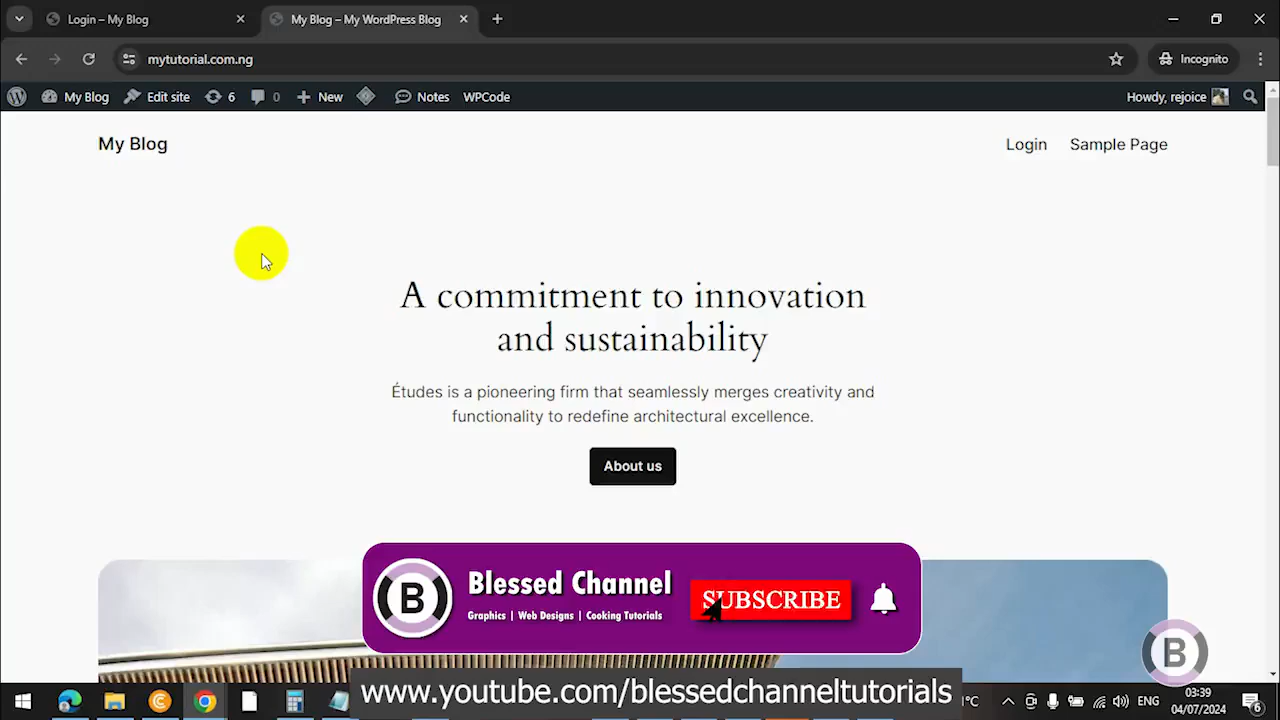 Login – My Blog
My Blog – My WordPress Blog
mytutorial.com.ng
Incognito
My Blog
Edit site
6
0
New
Notes
WPCode
Howdy, rejoice
My Blog
Login
Sample Page
A commitment to innovation
and sustainability
Études is a pioneering firm that seamlessly merges creativity and
functionality to redefine architectural excellence.
About us
B
Blessed Channel
Graphics | Web Designs | Cooking Tutorials
SUBSCRIBE
B
www.youtube.com/blessedchanneltutorials
°C
ENG
03:39
04/07/2024
6